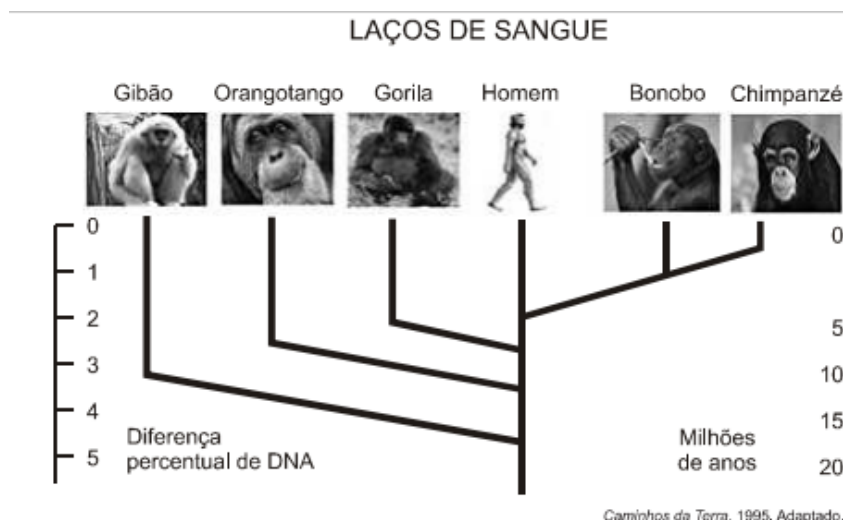 LAÇOS DE SANGUE
Gibão Orangotango Gorila Homem Bonobo Chimpanzé
0
1
2
3
4
5
Diferença
percentual de DNA
0
5
10
15
20
Milhões
de anos
Caminhos da Terra, 1995. Adaptado.